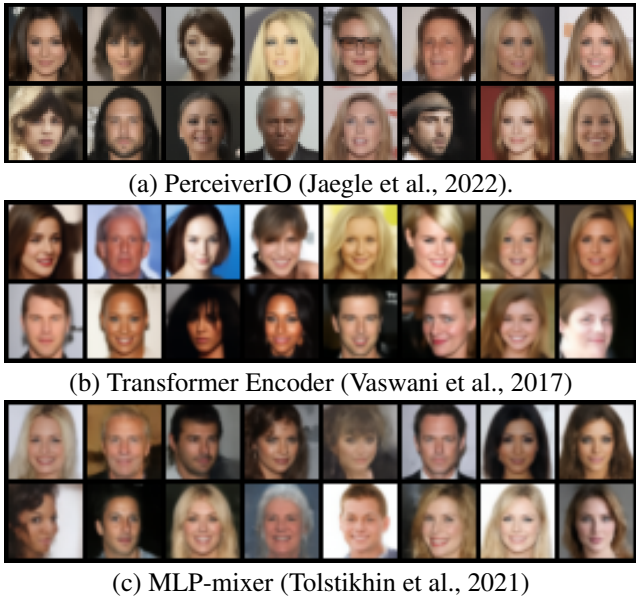 (a) PerceiverIO (Jaegle et al., 2022).
(b) Transformer Encoder (Vaswani et al., 2017)
(c) MLP-mixer (Tolstikhin et al., 2021)